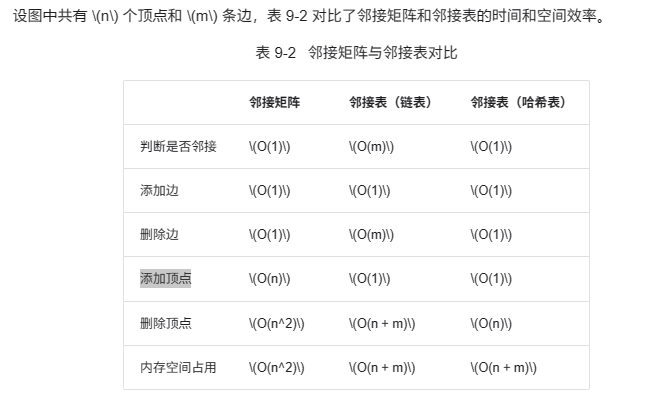 设图中共有 \(n\) 个顶点和 \(m\) 条边，表 9-2 对比了邻接矩阵和邻接表的时间和空间效率。
表 9-2 邻接矩阵与邻接表对比
邻接矩阵 邻接表（链表） 邻接表（哈希表）
判断是否邻接 \(O(1)\) \(O(m)\) \(O(1)\)
添加边 \(O(1)\) \(O(1)\) \(O(1)\)
删除边 \(O(1)\) \(O(m)\) \(O(1)\)
添加顶点 \(O(n)\) \(O(1)\) \(O(1)\)
删除顶点 \(O(n^2)\) \(O(n + m)\) \(O(n)\)
内存空间占用 \(O(n^2)\) \(O(n + m)\) \(O(n + m)\)